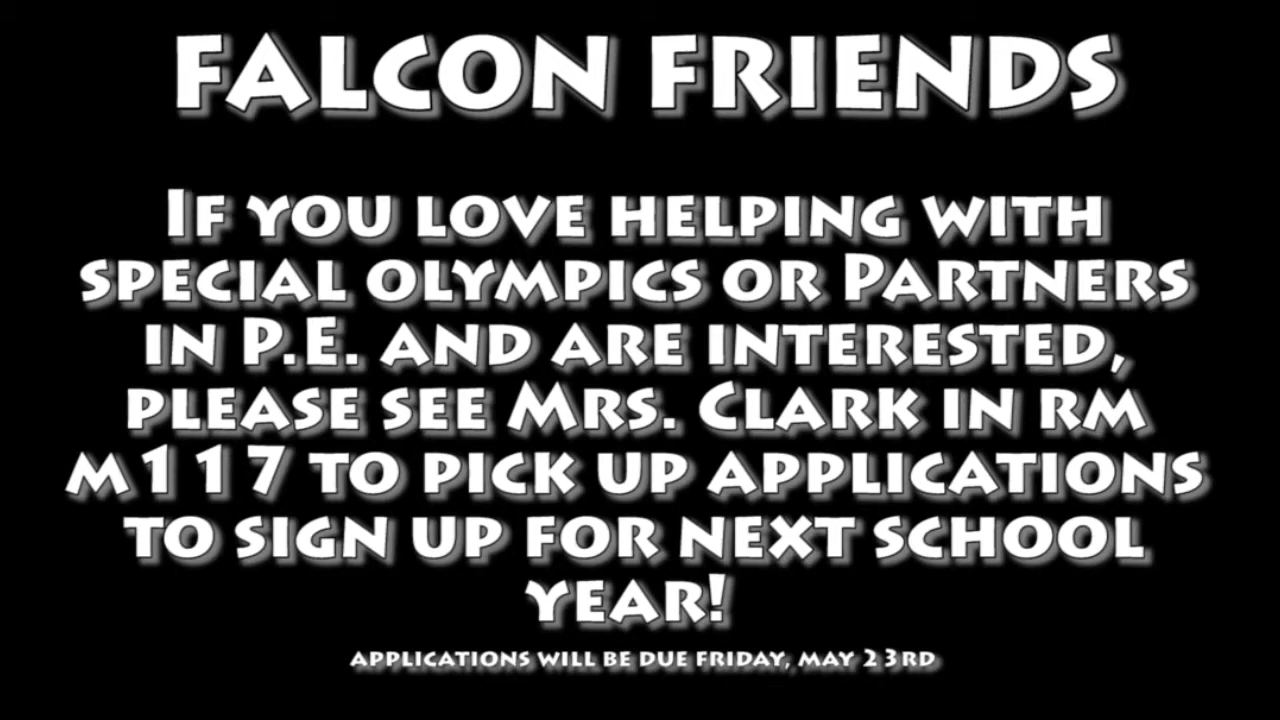 FALCON FRIENDS
If you love helping with
special olympics or Partners
in P.E. and are interested,
please see Mrs. Clark in rm
m117 to pick up applications
to sign up for next school
year!
applications will be due friday, may 23rd